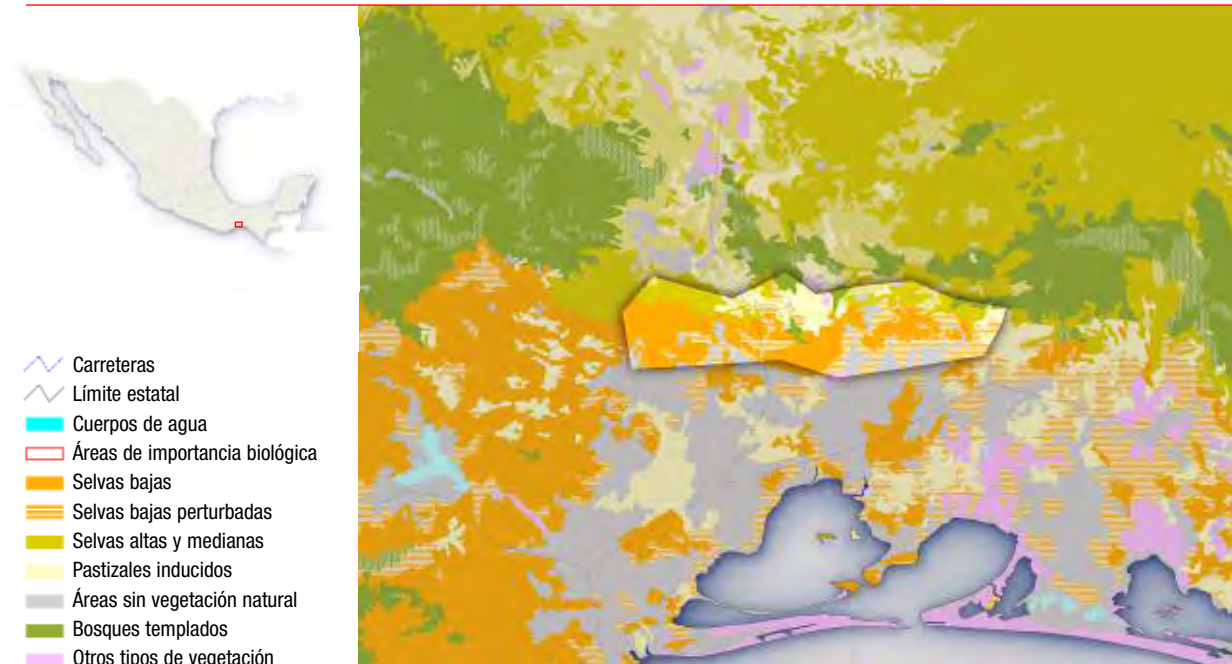 Carreteras
Límite estatal
Cuerpos de agua
Áreas de importancia biológica
Selvas bajas
Selvas bajas perturbadas
Selvas altas y medianas
Pastizales inducidos
Áreas sin vegetación natural
Bosques templados
Otros tipos de vegetación